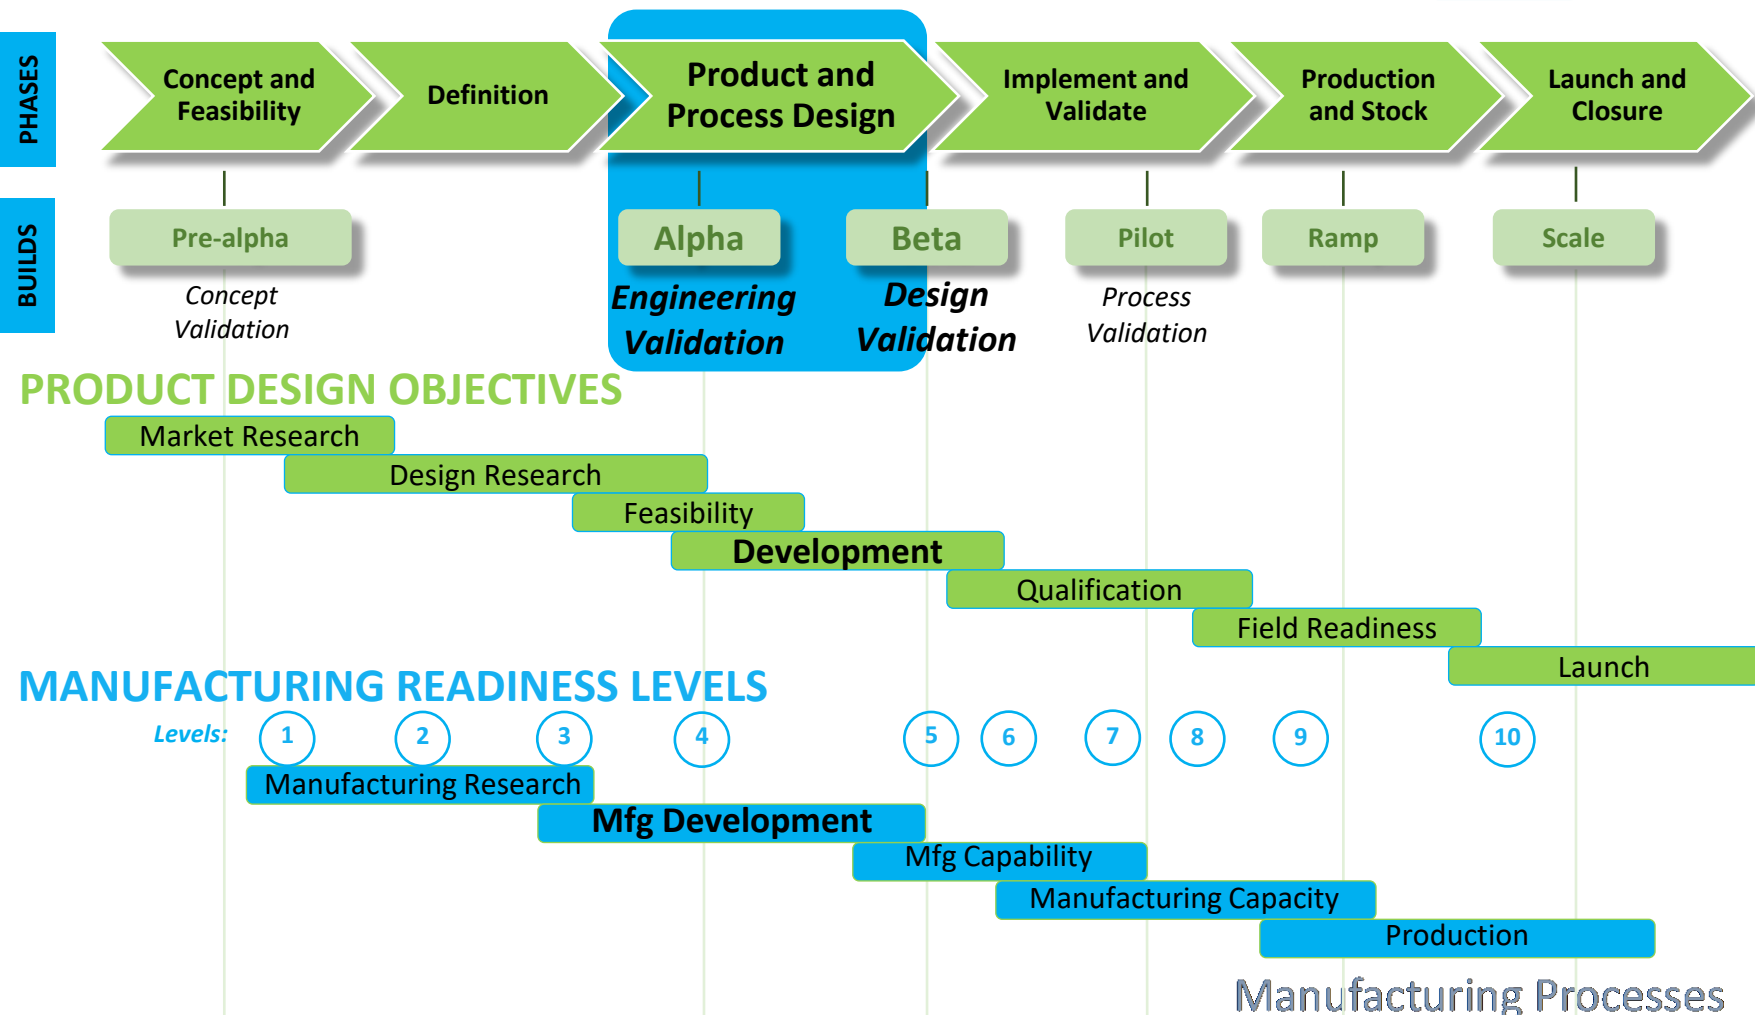 PHASES
Concept and
Feasibility
Definition
Product and
Process Design
Implement and
Validate
Production
and Stock
Launch and
Closure
BUILDS
Pre-alpha
Alpha
Beta
Pilot
Ramp
Scale
Concept
Validation
Engineering
Validation
Design
Validation
Process
Validation
PRODUCT DESIGN OBJECTIVES
Market Research
Design Research
Feasibility
Development
Qualification
Field Readiness
Launch
MANUFACTURING READINESS LEVELS
Levels: 1 2 3 4 5 6 7 8 9 10
Manufacturing Research
Mfg Development
Mfg Capability
Manufacturing Capacity
Production
Manufacturing Processes